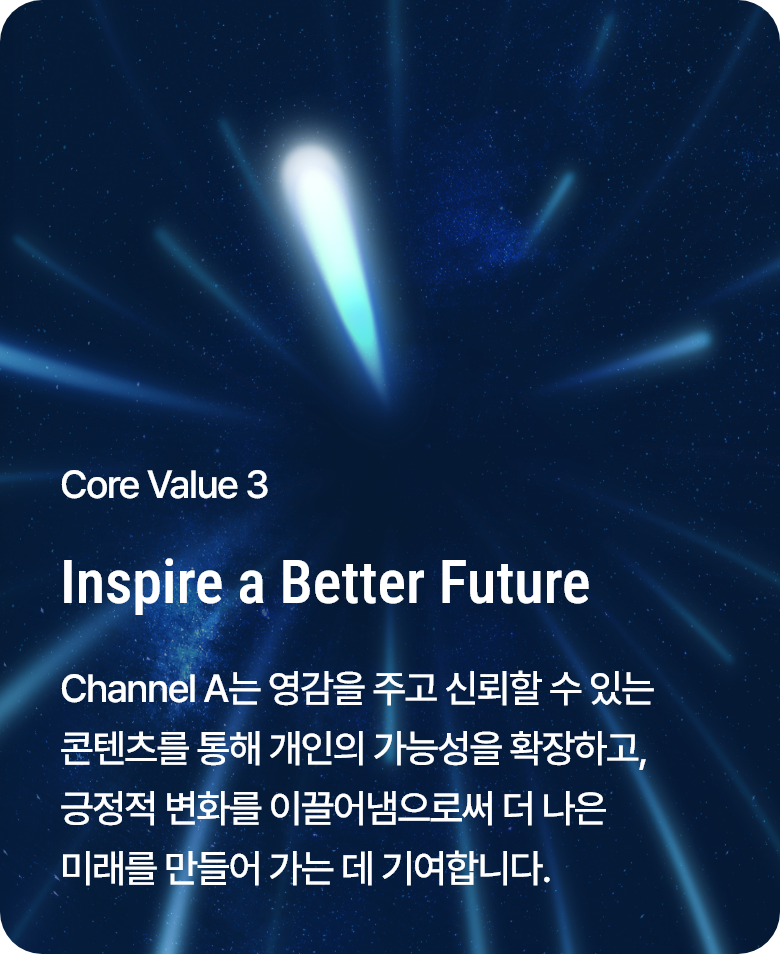 Core Value 3
Inspire a Better Future
Channel A는 영감을 주고 신뢰할 수 있는
콘텐츠를 통해 개인의 가능성을 확장하고,
긍정적 변화를 이끌어냄으로써 더 나은
미래를 만들어 가는 데 기여합니다.